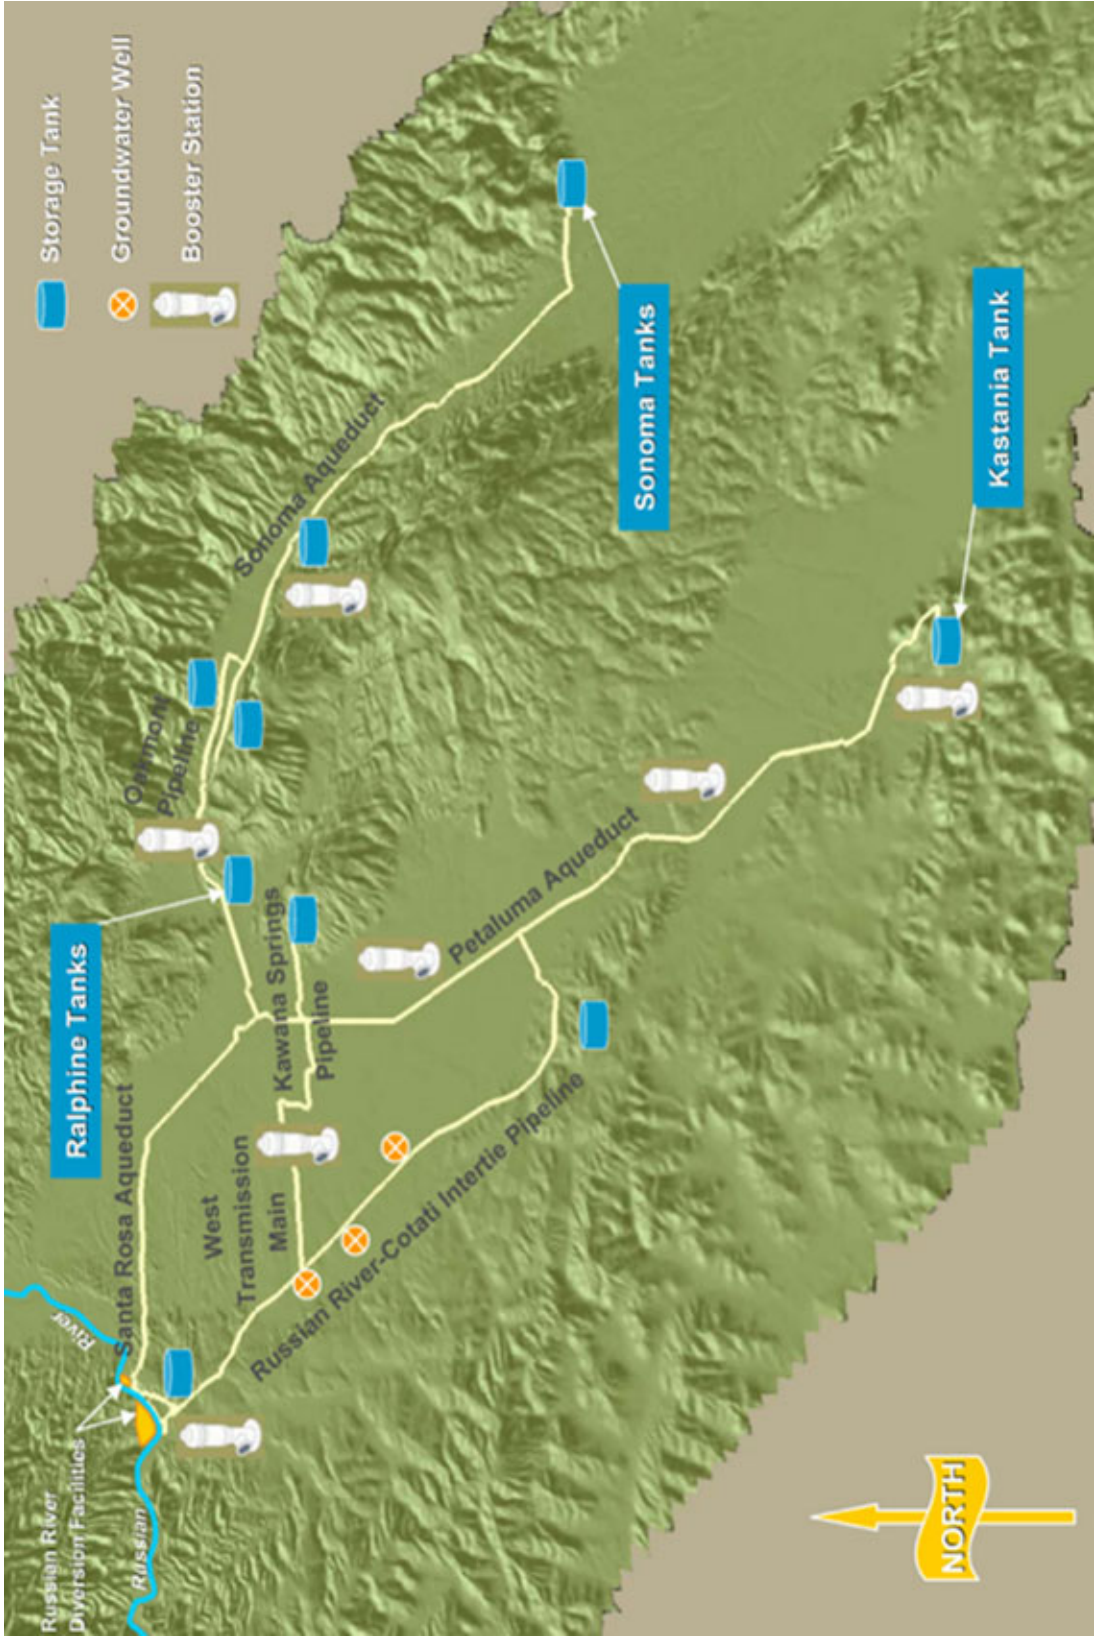 Storage Tank
Groundwater Well
Booster Station
Russian River
Diversion Facilities
Russian
River
Santa Rosa Aqueduct
Ralphine Tanks
Oakmont
Pipeline
Sonoma Aqueduct
West
Transmission
Main
Kawana Springs
Pipeline
Russian River-Cotati Intertie Pipeline
Petaluma Aqueduct
Sonoma Tanks
Kastania Tank
NORTH